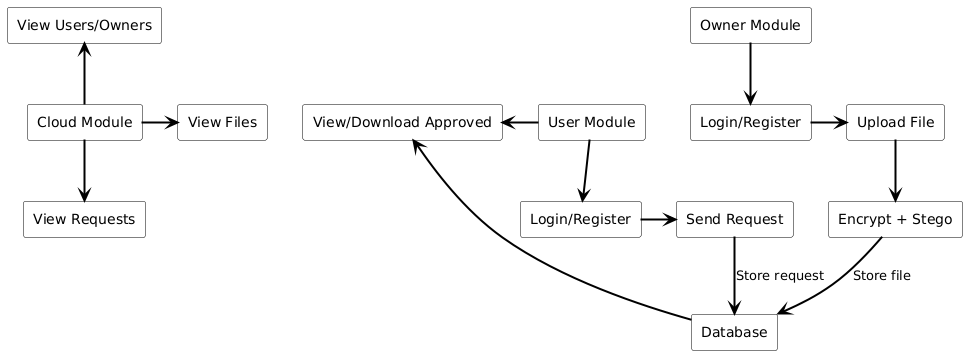 View Users/Owners
Owner Module
Cloud Module
View Files
View/Download Approved
User Module
Login/Register
Upload File
View Requests
Login/Register
Send Request
Encrypt + Stego
Store request
Store file
Database